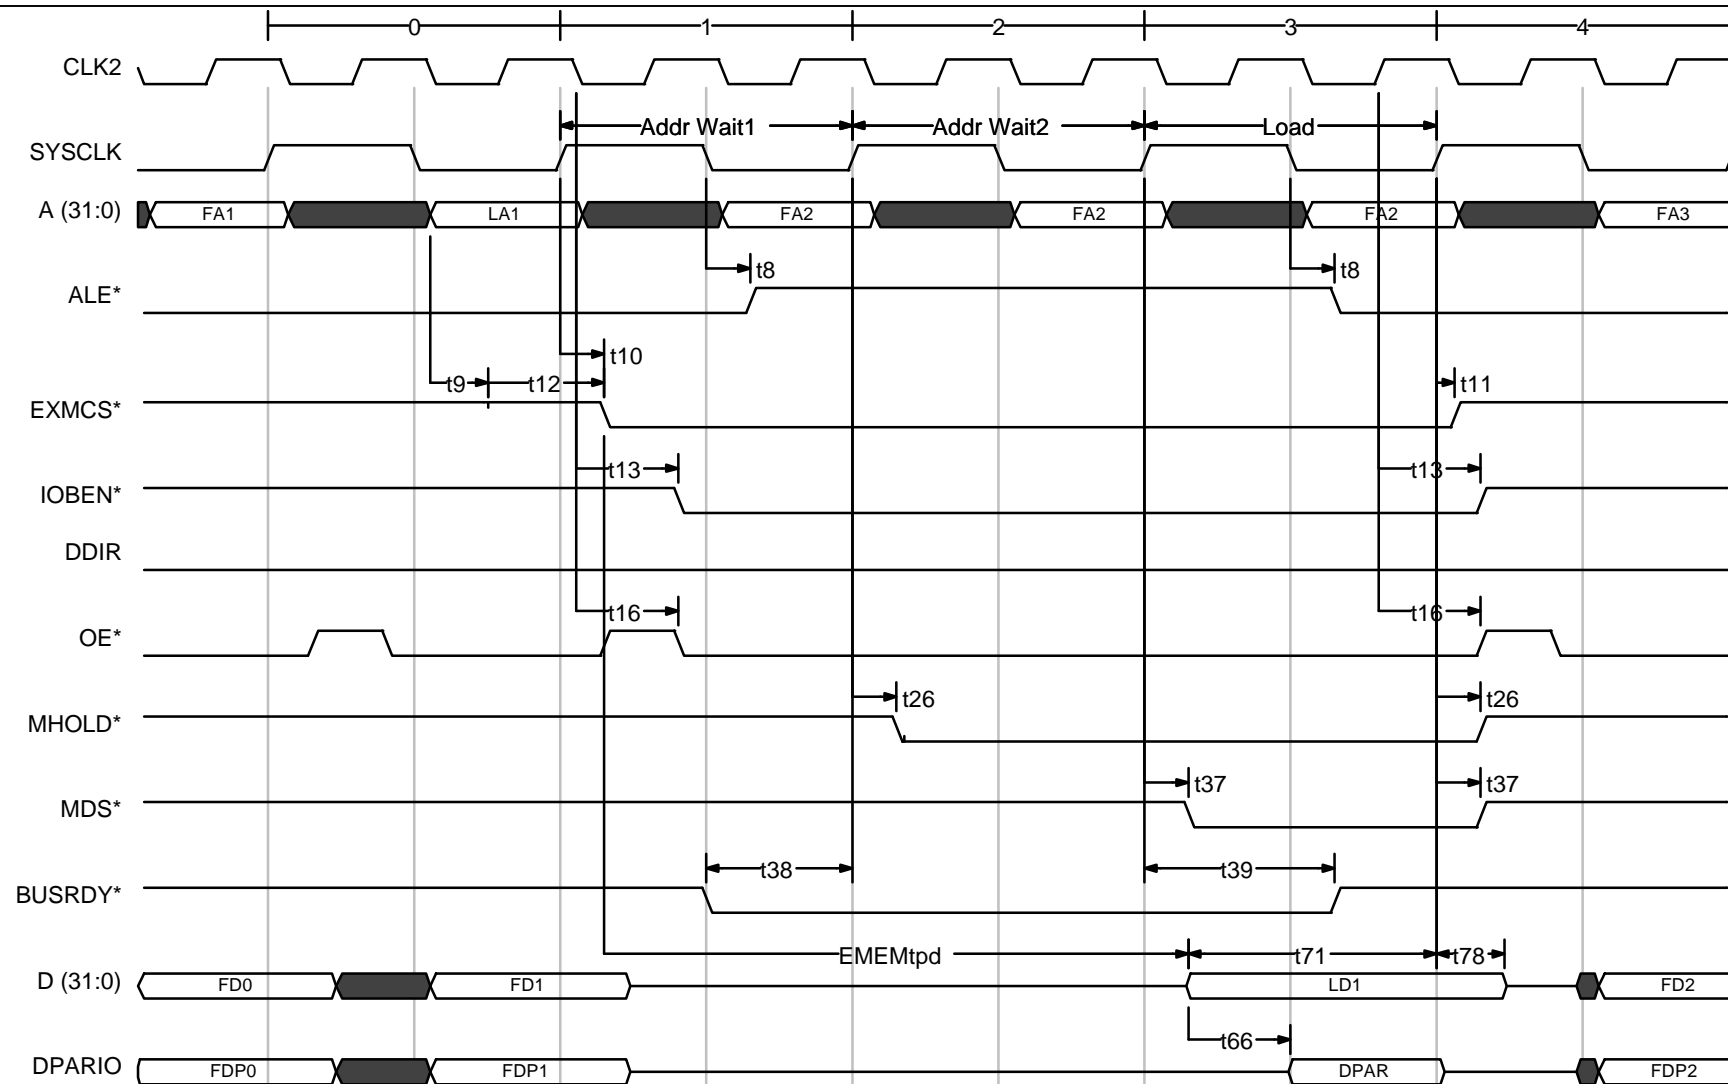 0 1 2 3 4
CLK2
Addr Wait1 Addr Wait2 Load
SYSCLK
A (31:0) FA1 LA1 FA2 FA2 FA2 FA3
t8 t8
ALE*
t10
t9 t12 t11
EXMCS*
t13 t13
IOBEN*
DDIR
t16 t16
OE*
t26 t26
MHOLD*
t37 t37
MDS*
t38 t39
BUSRDY*
EMEMtpd t71 t78
D (31:0) FD0 FD1 LD1 FD2
t66
DPARIO FDP0 FDP1 DPAR FDP2